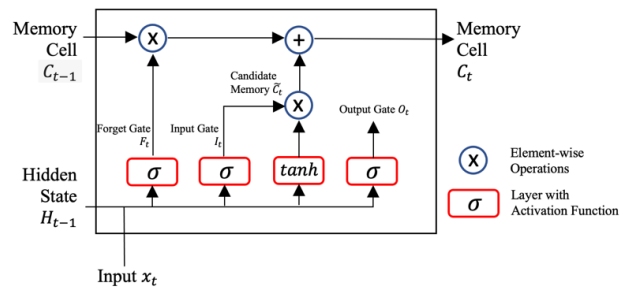 Memory
Cell
C_{t-1}
X
+
Memory
Cell
C_t
Candidate
Memory C̃_t
X
Forget Gate
F_t
Input Gate
I_t
Output Gate O_t
σ
σ
tanh
σ
Hidden
State
H_{t-1}
Input x_t
X
Element-wise
Operations
σ
Layer with
Activation Function